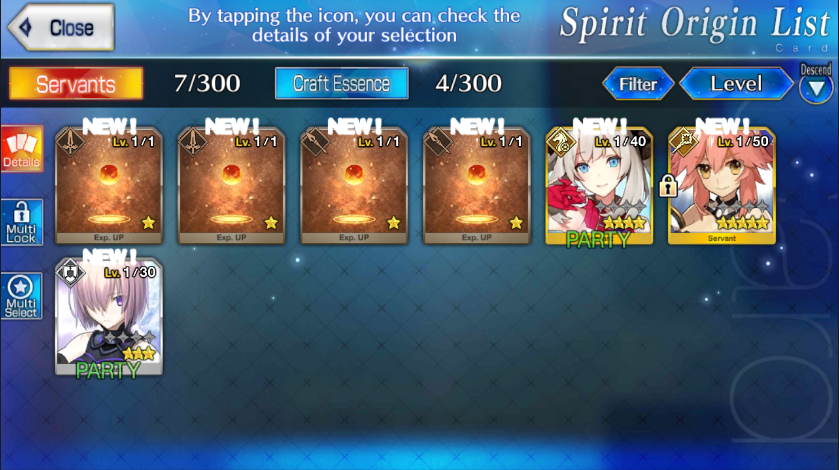 Close
By tapping the icon, you can check the
details of your selection
Spirit Origin List
Card
Servants
7/300
Craft Essence
4/300
Filter
Level
Descend
Details
Multi
Lock
Multi
Select
NEW!
Lv. 1/1
Exp. UP
NEW!
Lv. 1/1
Exp. UP
NEW!
Lv. 1/1
Exp. UP
NEW!
Lv. 1/1
Exp. UP
NEW!
Lv. 1/40
PARTY
NEW!
Lv. 1/50
Servant
NEW!
Lv. 1/30
PARTY